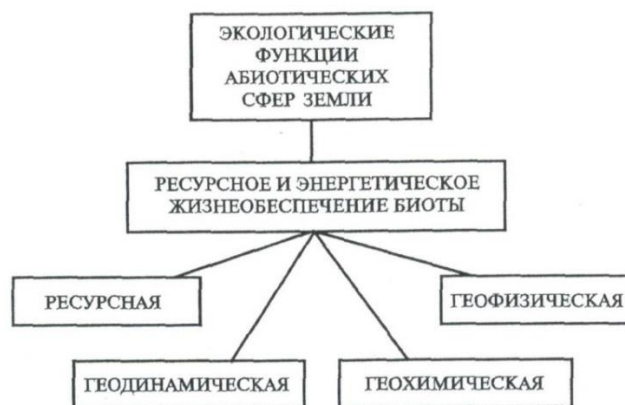 ЭКОЛОГИЧЕСКИЕ
ФУНКЦИИ
АБИОТИЧЕСКИХ
СФЕР ЗЕМЛИ
РЕСУРСНОЕ И ЭНЕРГЕТИЧЕСКОЕ
ЖИЗНЕОБЕСПЕЧЕНИЕ БИОТЫ
РЕСУРСНАЯ
ГЕОФИЗИЧЕСКАЯ
ГЕОДИНАМИЧЕСКАЯ
ГЕОХИМИЧЕСКАЯ